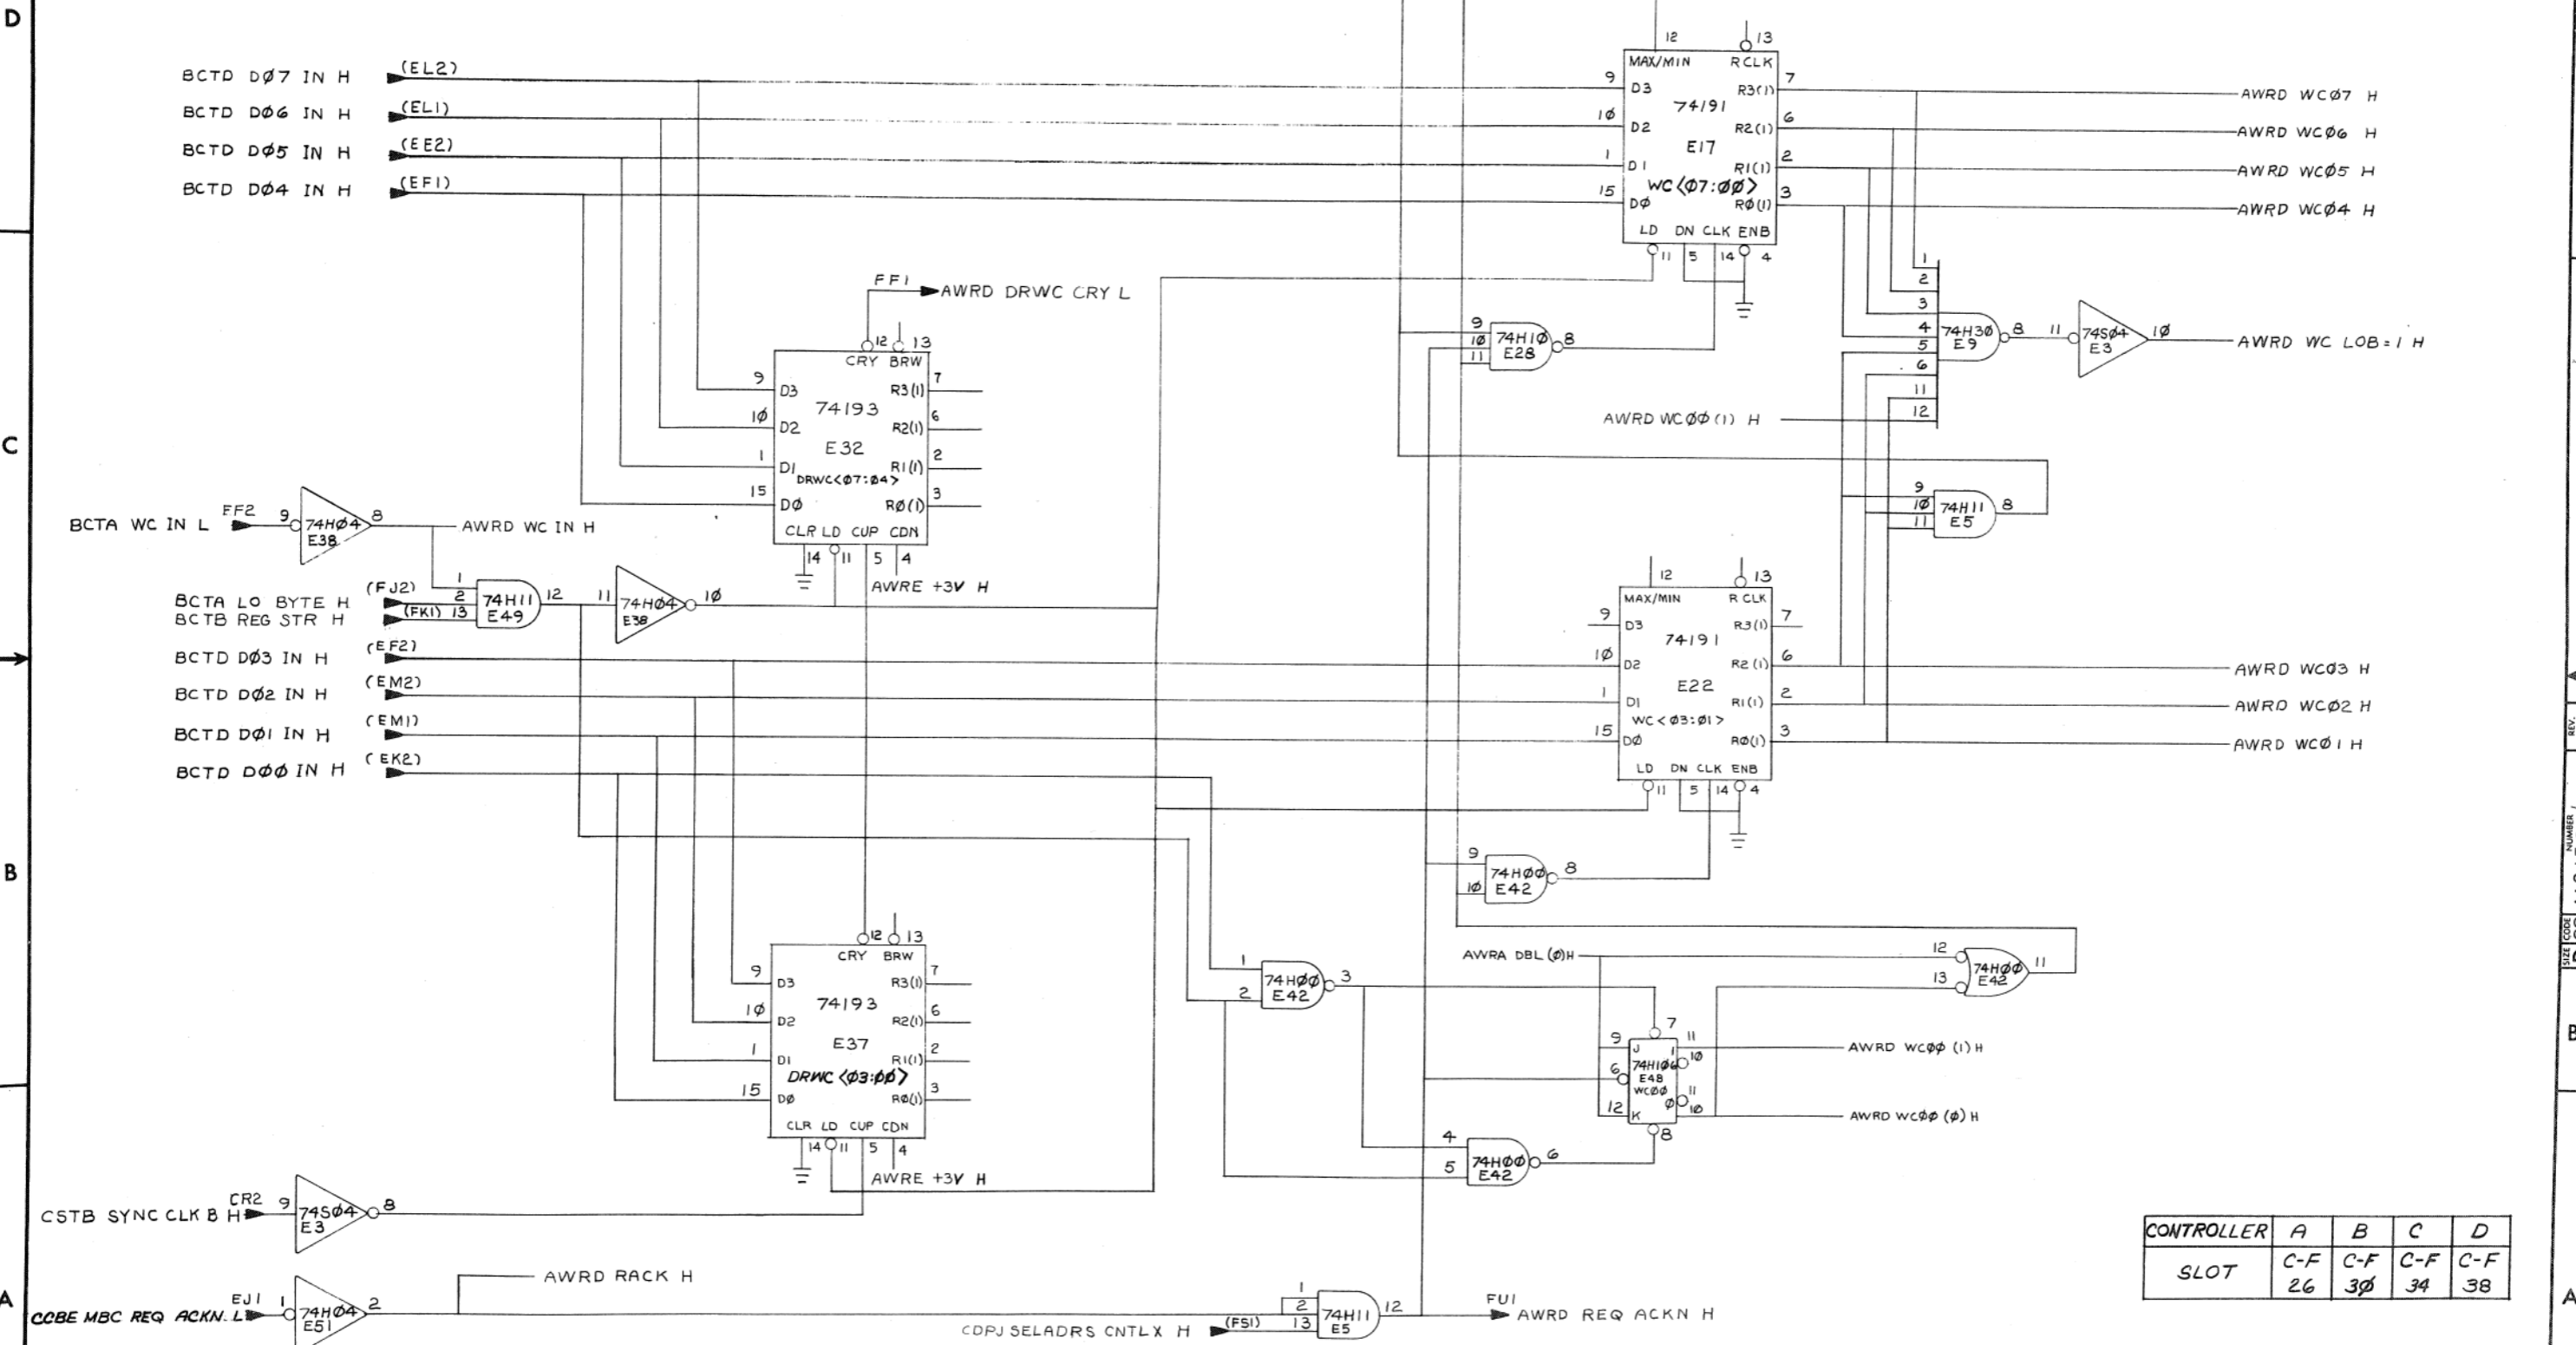 D
BCTD DØ7 IN H (EL2)
BCTD DØ6 IN H (EL1)
BCTD DØ5 IN H (EE2)
BCTD DØ4 IN H (EF1)
12 13
MAX/MIN RCLK
9 D3 R3(1) 7
74191
10 D2 R2(1) 6
E17
1 D1 R1(1) 2
WC<Ø7:ØØ>
15 DØ RØ(1) 3
LD DN CLK ENB
11 5 14 4
AWRD WCØ7 H
AWRD WCØ6 H
AWRD WCØ5 H
AWRD WCØ4 H
FF1 AWRD DRWC CRY L
12 13
CRY BRW
9 D3 R3(1) 7
74193
1Ø D2 R2(1) 6
E32
1 D1 R1(1) 2
DRWC<Ø7:Ø4>
15 DØ RØ(1) 3
CLR LD CUP CDN
14 11 5 4
AWRE +3V H
9
1Ø 74H1Ø 8
11 E28
1
2
3
4 74H3Ø 8 11 74SØ4 1Ø
5 E9 E3
6
11
12
AWRD WC LOB=1 H
AWRD WCØØ(1) H
C
BCTA WC IN L FF2 9 74HØ4 8 AWRD WC IN H
E38
BCTA LO BYTE H (FJ2)
BCTB REG STR H (FK1)
1
2 74H11 12 11 74HØ4 1Ø
13 E49 E38
9
1Ø 74H11 8
11 E5
BCTD DØ3 IN H (EF2)
BCTD DØ2 IN H (EM2)
BCTD DØ1 IN H (EM1)
BCTD DØØ IN H (EK2)
12 13
MAX/MIN R CLK
9 D3 R3(1) 7
74191
1Ø D2 R2(1) 6
E22
1 D1 R1(1) 2
WC<Ø3:Ø1>
15 DØ RØ(1) 3
LD DN CLK ENB
11 5 14 4
AWRD WCØ3 H
AWRD WCØ2 H
AWRD WCØ1 H
REV.
NUMBER
SIZE CODE
B
9 74HØØ 8
1Ø E42
12 13
CRY BRW
9 D3 R3(1) 7
74193
1Ø D2 R2(1) 6
E37
1 D1 R1(1) 2
DRWC<Ø3:ØØ>
15 DØ RØ(1) 3
CLR LD CUP CDN
14 11 5 4
AWRE +3V H
1 74HØØ 3
2 E42
AWRA DBL(Ø)H
12 74HØØ 11
13 E42
7
9 J 1 11
74H1Ø6 1Ø
6 E48
WCØØ 11
12 K Ø 1Ø
8
AWRD WCØØ (1) H
AWRD WCØØ (Ø) H
B
4 74HØØ 6
5 E42
CSTB SYNC CLK B H CR2 9 74SØ4 8
E3
A
AWRD RACK H
CCBE MBC REQ ACKN L EJ1 1 74HØ4 2
E51
CDPJ SELADRS CNTLX H (FS1)
1
2 74H11 12
13 E5
FU1 AWRD REQ ACKN H
CONTROLLER A B C D
SLOT C-F 26 C-F 3Ø C-F 34 C-F 38
A